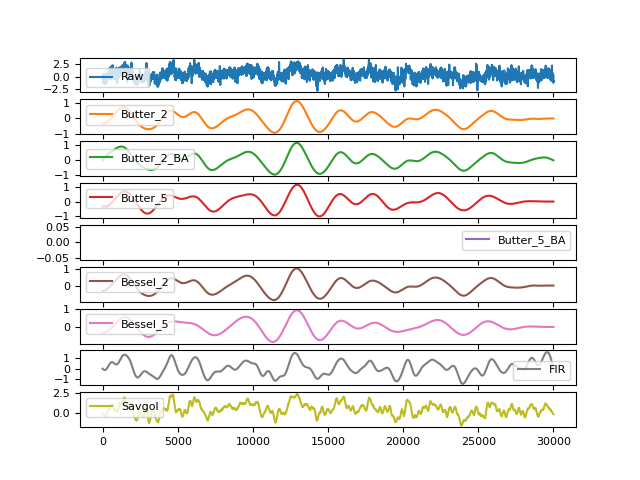 2.5
0.0
−2.5
Raw
1
0
−1
Butter_2
1
0
−1
Butter_2_BA
1
0
−1
Butter_5
0.05
0.00
−0.05
Butter_5_BA
1
0
Bessel_2
1
0
Bessel_5
1
0
−1
FIR
2.5
0.0
Savgol
0 5000 10000 15000 20000 25000 30000